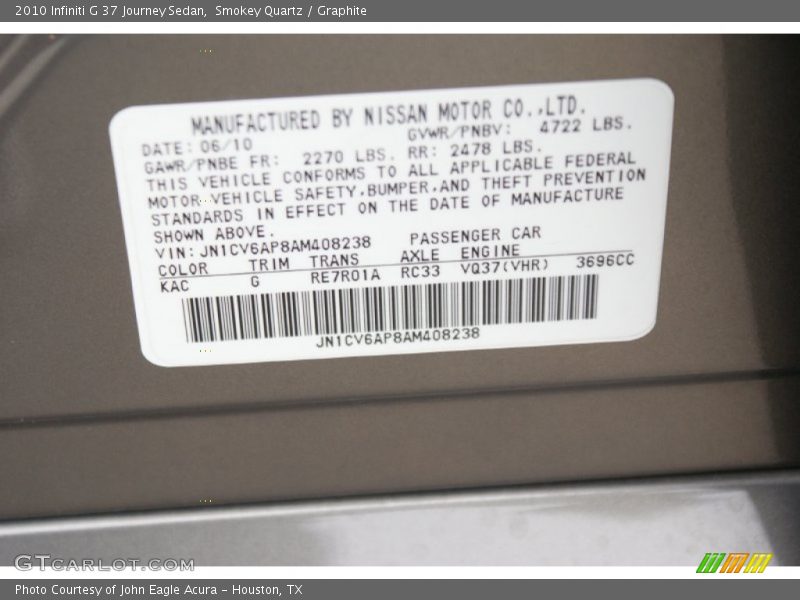 2010 Infiniti G 37 Journey Sedan,  Smokey Quartz / Graphite
MANUFACTURED BY NISSAN MOTOR CO.,LTD.
DATE: 06/10 GVWR/PNBV: 4722 LBS.
GAWR/PNBE FR: 2270 LBS. RR: 2478 LBS.
THIS VEHICLE CONFORMS TO ALL APPLICABLE FEDERAL
MOTOR VEHICLE SAFETY,BUMPER,AND THEFT PREVENTION
STANDARDS IN EFFECT ON THE DATE OF MANUFACTURE
SHOWN ABOVE.
VIN: JN1CV6AP8AM408238 PASSENGER CAR
COLOR TRIM TRANS AXLE ENGINE
KAC G RE7R01A RC33 VQ37(VHR) 3696CC
JN1CV6AP8AM408238
GTCARLOT.COM
Photo Courtesy of John Eagle Acura - Houston, TX